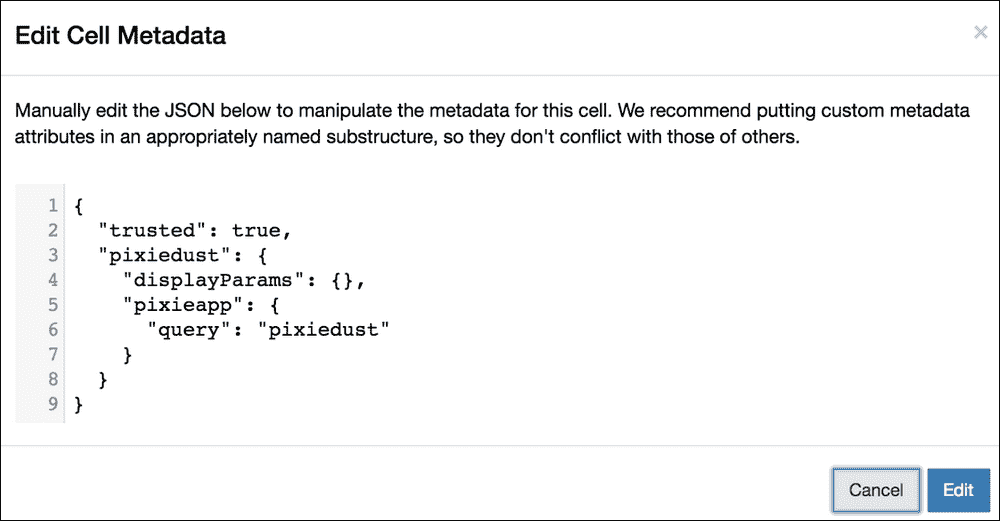 Edit Cell Metadata
×
Manually edit the JSON below to manipulate the metadata for this cell. We recommend putting custom metadata
attributes in an appropriately named substructure, so they don't conflict with those of others.
1 {
2   "trusted": true,
3   "pixiedust": {
4     "displayParams": {},
5     "pixieapp": {
6       "query": "pixiedust"
7     }
8   }
9 }
Cancel Edit